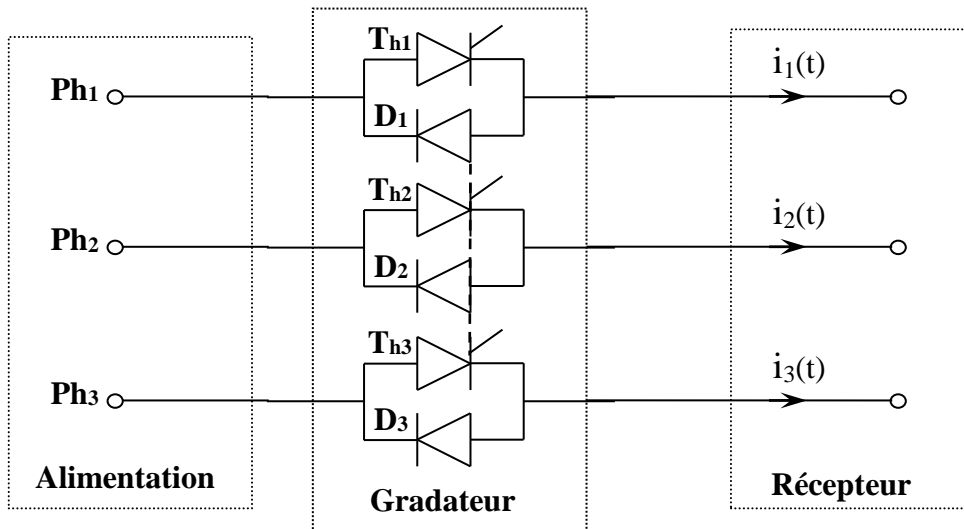 Th1
i1(t)
Ph1
D1
Th2
i2(t)
Ph2
D2
Th3
i3(t)
Ph3
D3
Alimentation
Gradateur
Récepteur